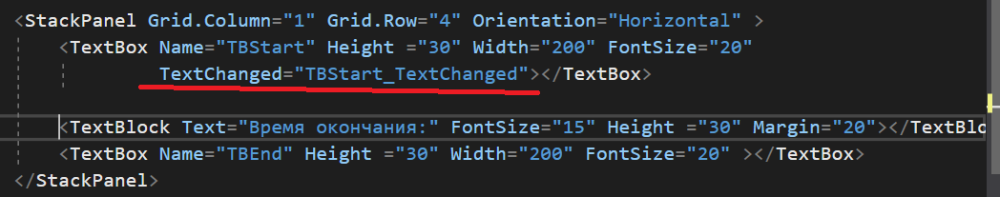 <StackPanel Grid.Column="1" Grid.Row="4" Orientation="Horizontal" >
<TextBox Name="TBStart" Height ="30" Width="200" FontSize="20"
TextChanged="TBStart_TextChanged"></TextBox>
<TextBlock Text="Время окончания:" FontSize="15" Height ="30" Margin="20"></TextBlo
<TextBox Name="TBEnd" Height ="30" Width="200" FontSize="20" ></TextBox>
</StackPanel>